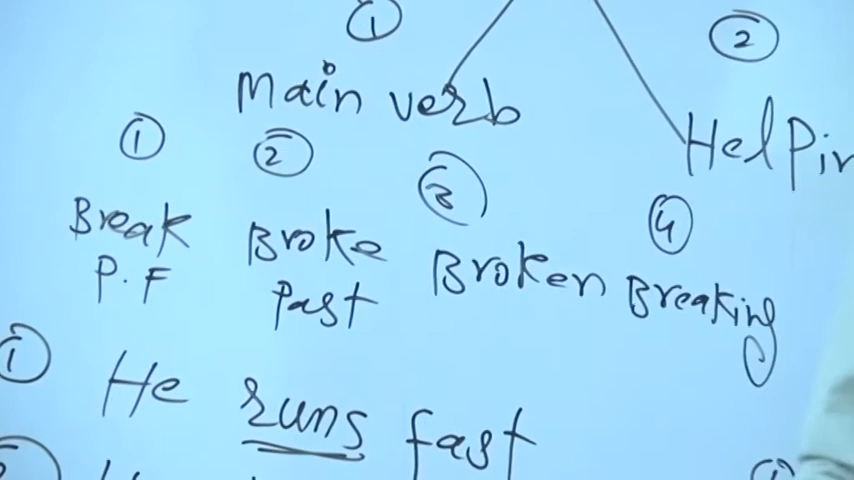 ① ②
Main verb Helpin
① ② ③ ④
Break Broke Broken Breaking
P.F Past
① He runs fast